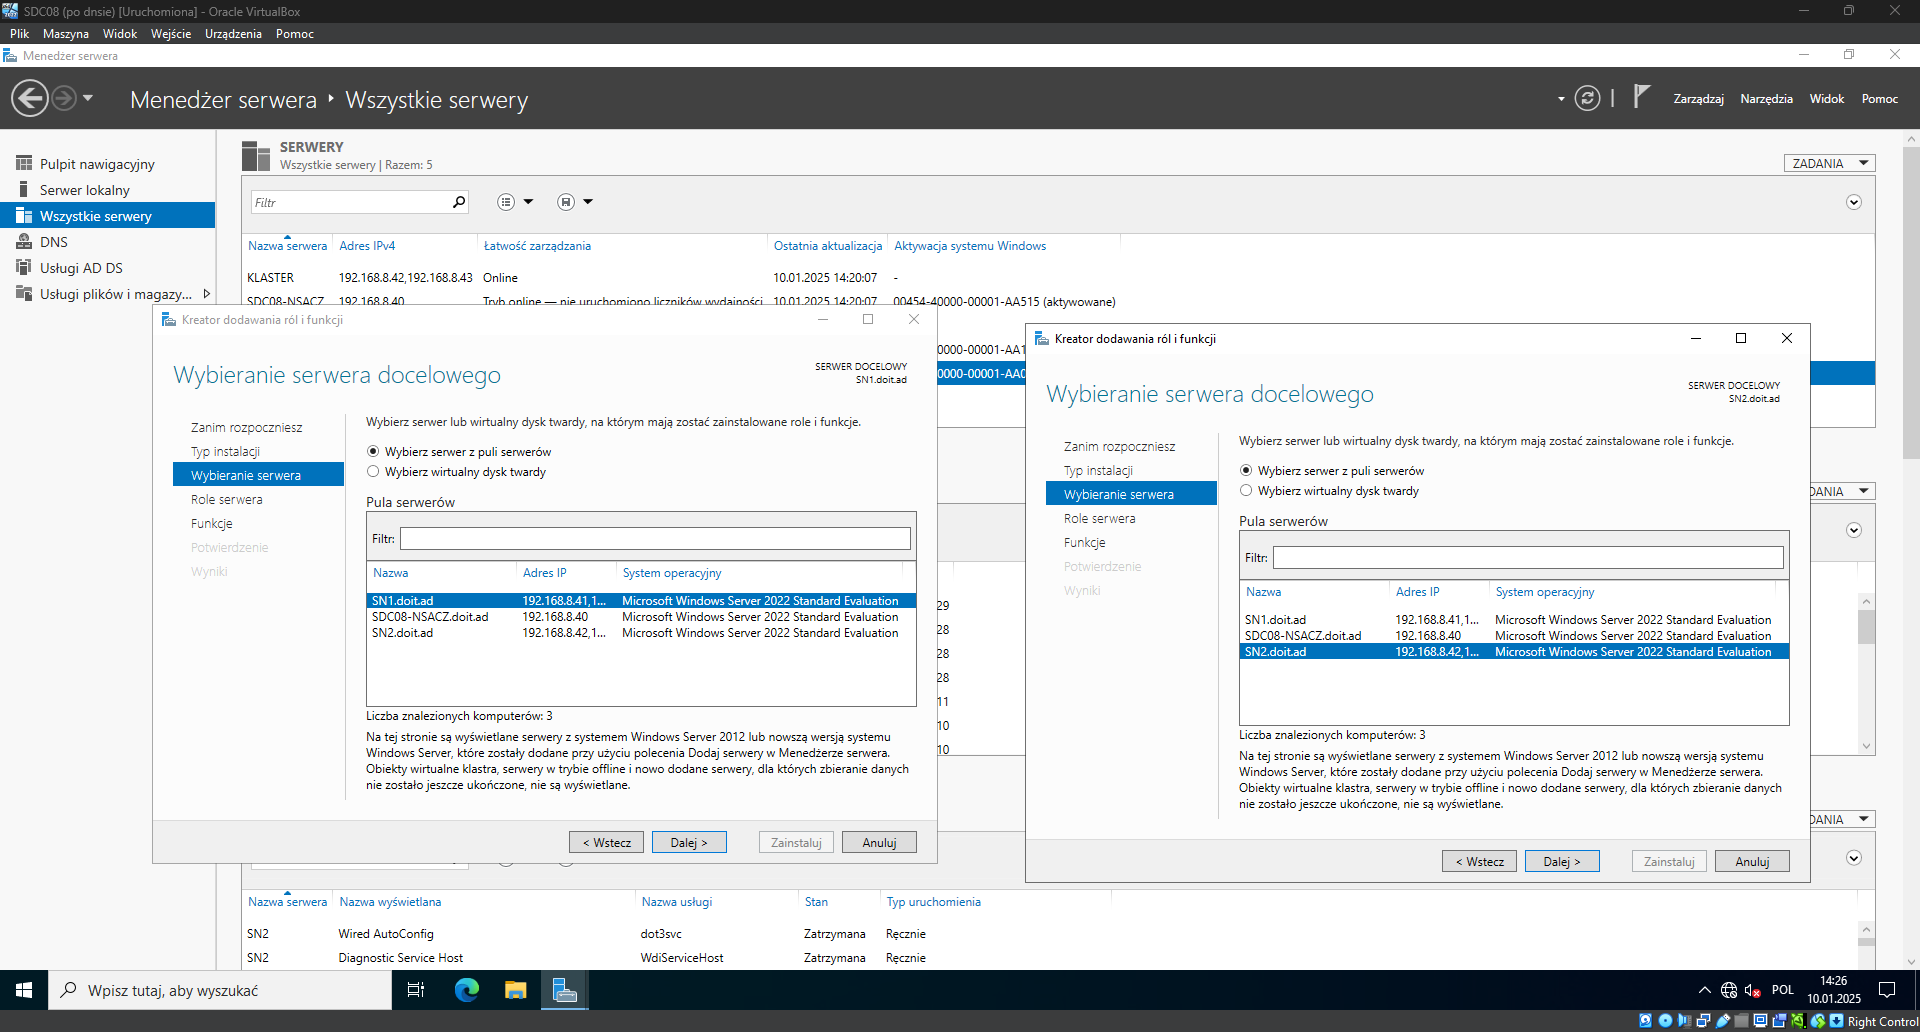 SDC08 (po dnsie) [Uruchomiona] - Oracle VirtualBox
Plik Maszyna Widok Wejście Urządzenia Pomoc
Menedżer serwera
Menedżer serwera ‣ Wszystkie serwery
Zarządzaj Narzędzia Widok Pomoc
Pulpit nawigacyjny
Serwer lokalny
Wszystkie serwery
DNS
Usługi AD DS
Usługi plików i magazy...
SERWERY
Wszystkie serwery | Razem: 5
ZADANIA
Filtr
Nazwa serwera Adres IPv4 Łatwość zarządzania Ostatnia aktualizacja Aktywacja systemu Windows
KLASTER 192.168.8.42,192.168.8.43 Online 10.01.2025 14:20:07 -
SDC08-NSACZ 192.168.8.40 Tryb online — nie uruchomiono liczników wydajności 10.01.2025 14:20:07 00454-40000-00001-AA515 (aktywowane)
0000-00001-AA1
0000-00001-AA0
Kreator dodawania ról i funkcji
Wybieranie serwera docelowego
SERWER DOCELOWY
SN1.doit.ad
Zanim rozpoczniesz
Typ instalacji
Wybieranie serwera
Role serwera
Funkcje
Potwierdzenie
Wyniki
Wybierz serwer lub wirtualny dysk twardy, na którym mają zostać zainstalowane role i funkcje.
Wybierz serwer z puli serwerów
Wybierz wirtualny dysk twardy
Pula serwerów
Filtr:
Nazwa Adres IP System operacyjny
SN1.doit.ad 192.168.8.41,1... Microsoft Windows Server 2022 Standard Evaluation
SDC08-NSACZ.doit.ad 192.168.8.40 Microsoft Windows Server 2022 Standard Evaluation
SN2.doit.ad 192.168.8.42,1... Microsoft Windows Server 2022 Standard Evaluation
Liczba znalezionych komputerów: 3
Na tej stronie są wyświetlane serwery z systemem Windows Server 2012 lub nowszą wersją systemu
Windows Server, które zostały dodane przy użyciu polecenia Dodaj serwery w Menedżerze serwera.
Obiekty wirtualne klastra, serwery w trybie offline i nowo dodane serwery, dla których zbieranie danych
nie zostało jeszcze ukończone, nie są wyświetlane.
< Wstecz Dalej > Zainstaluj Anuluj
29
28
28
28
11
10
10
Kreator dodawania ról i funkcji
Wybieranie serwera docelowego
SERWER DOCELOWY
SN2.doit.ad
Zanim rozpoczniesz
Typ instalacji
Wybieranie serwera
Role serwera
Funkcje
Potwierdzenie
Wyniki
Wybierz serwer lub wirtualny dysk twardy, na którym mają zostać zainstalowane role i funkcje.
Wybierz serwer z puli serwerów
Wybierz wirtualny dysk twardy
Pula serwerów
Filtr:
Nazwa Adres IP System operacyjny
SN1.doit.ad 192.168.8.41,1... Microsoft Windows Server 2022 Standard Evaluation
SDC08-NSACZ.doit.ad 192.168.8.40 Microsoft Windows Server 2022 Standard Evaluation
SN2.doit.ad 192.168.8.42,1... Microsoft Windows Server 2022 Standard Evaluation
Liczba znalezionych komputerów: 3
Na tej stronie są wyświetlane serwery z systemem Windows Server 2012 lub nowszą wersją systemu
Windows Server, które zostały dodane przy użyciu polecenia Dodaj serwery w Menedżerze serwera.
Obiekty wirtualne klastra, serwery w trybie offline i nowo dodane serwery, dla których zbieranie danych
nie zostało jeszcze ukończone, nie są wyświetlane.
< Wstecz Dalej > Zainstaluj Anuluj
DANIA
DANIA
Nazwa serwera Nazwa wyświetlana Nazwa usługi Stan Typ uruchomienia
SN2 Wired AutoConfig dot3svc Zatrzymana Ręcznie
SN2 Diagnostic Service Host WdiServiceHost Zatrzymana Ręcznie
Wpisz tutaj, aby wyszukać
POL
14:26
10.01.2025
Right Control